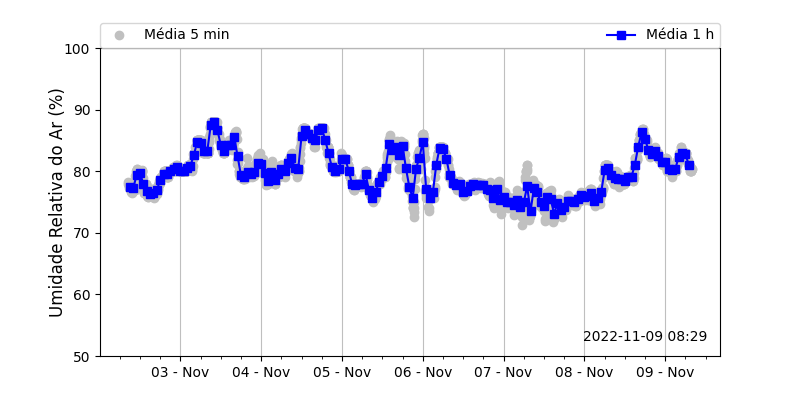 Média 5 min
Média 1 h
Umidade Relativa do Ar (%)
100
90
80
70
60
50
03 - Nov
04 - Nov
05 - Nov
06 - Nov
07 - Nov
08 - Nov
09 - Nov
2022-11-09 08:29